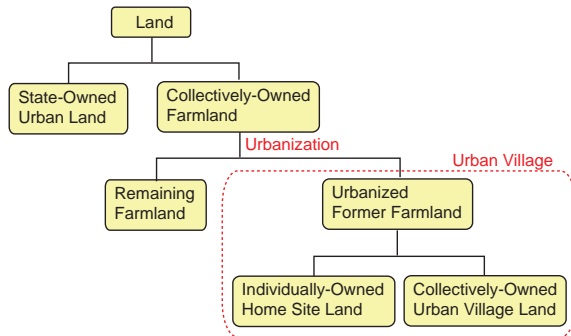 Land
State-Owned
Urban Land
Collectively-Owned
Farmland
Urbanization
Urban Village
Remaining
Farmland
Urbanized
Former Farmland
Individually-Owned
Home Site Land
Collectively-Owned
Urban Village Land